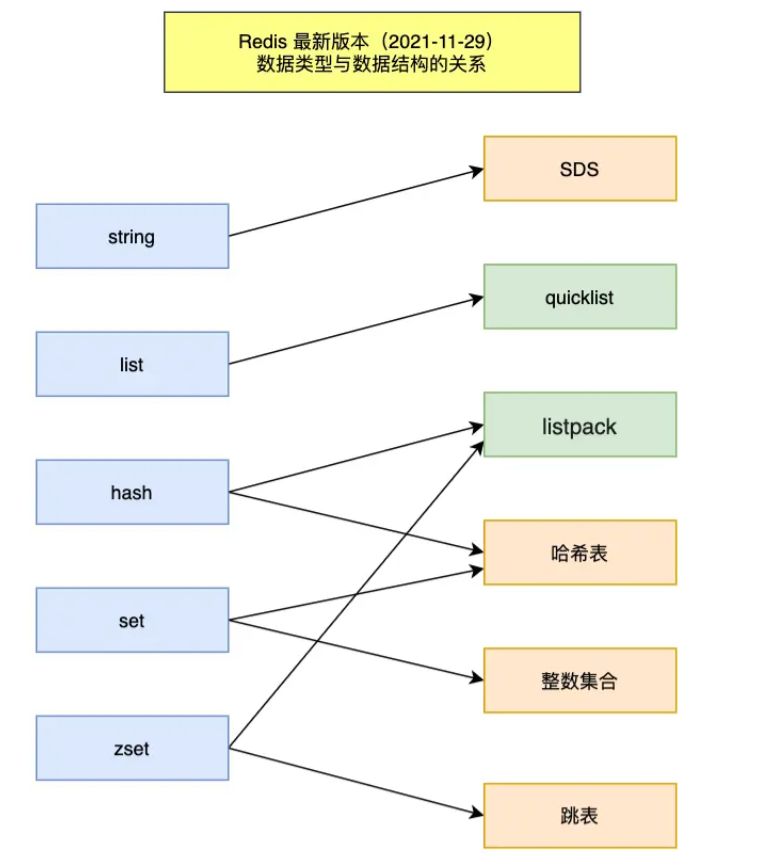 Redis 最新版本（2021-11-29）
数据类型与数据结构的关系
SDS
string
quicklist
list
listpack
hash
哈希表
set
整数集合
zset
跳表